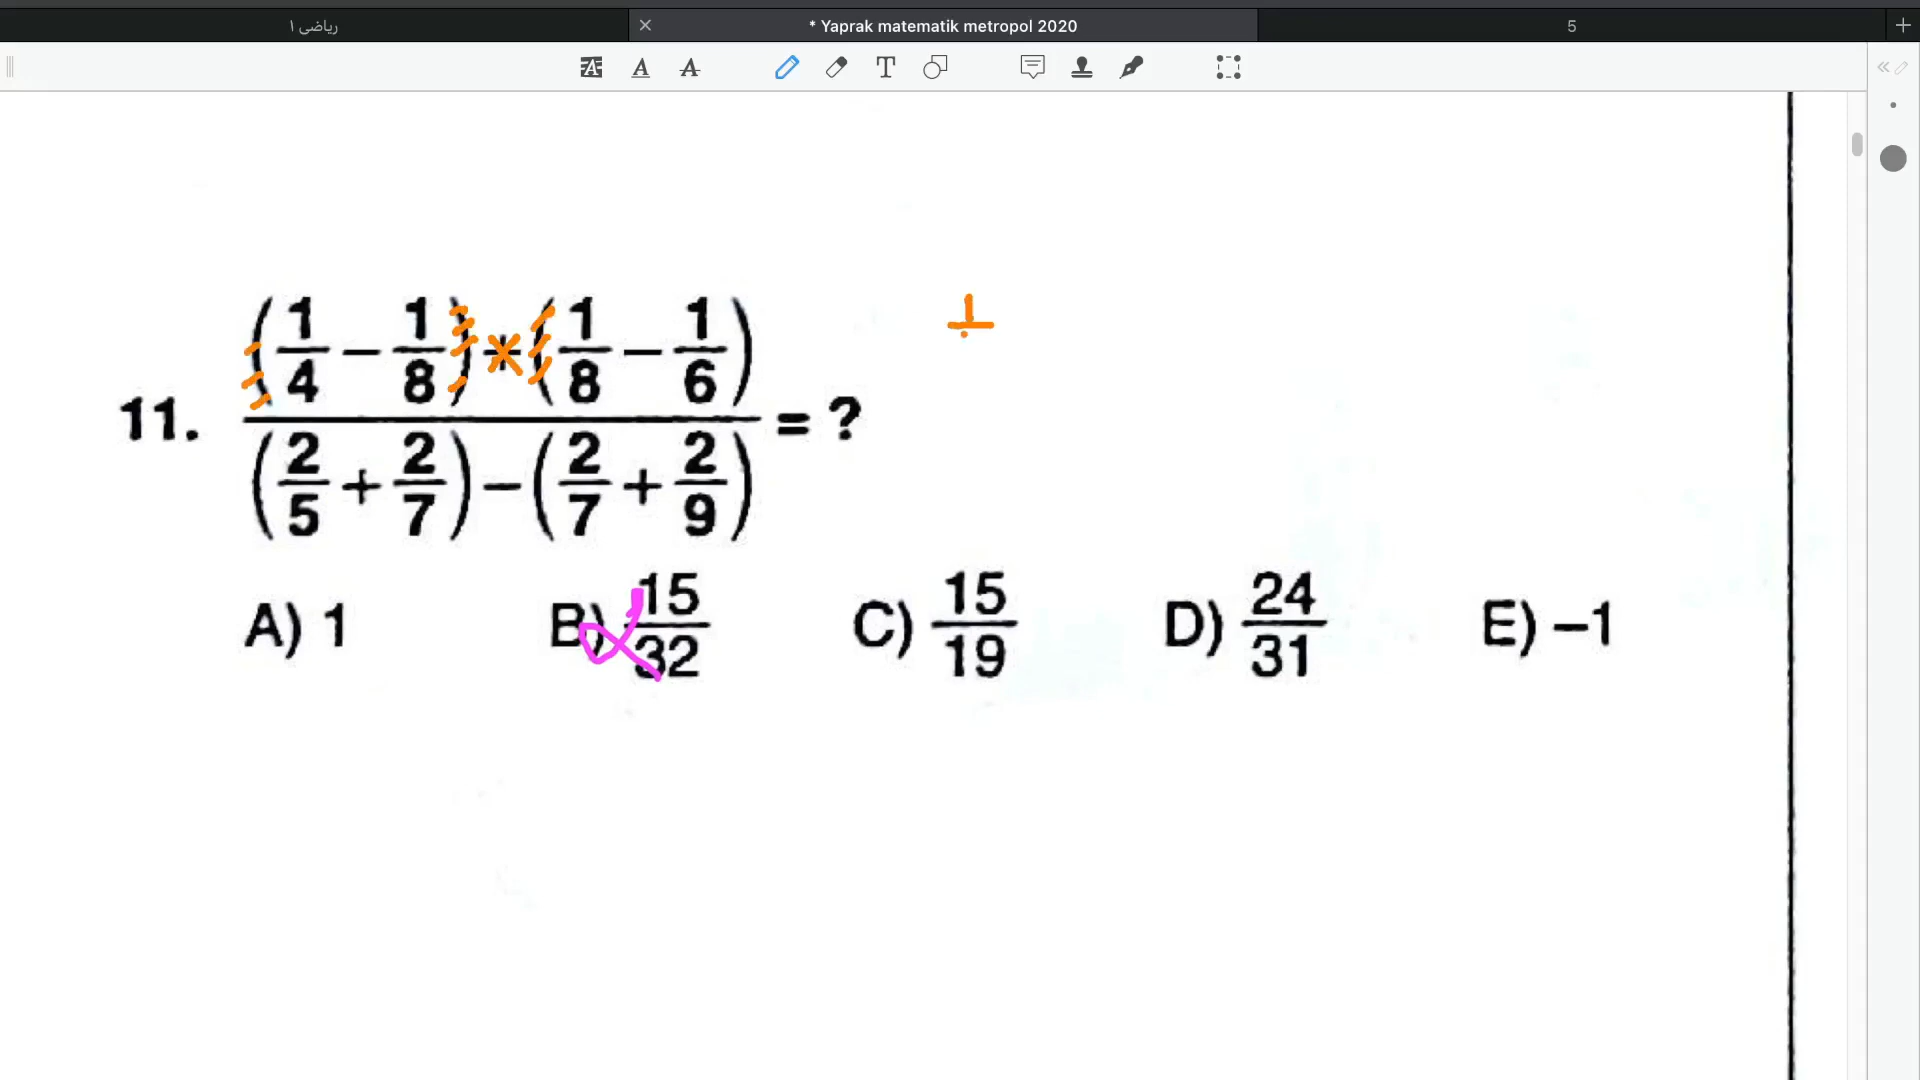 ریاضی ۱
* Yaprak matematik metropol 2020
5
11. ((1/4 − 1/8) + (1/8 − 1/6)) / ((2/5 + 2/7) − (2/7 + 2/9)) = ?
A) 1 B) 15/32 C) 15/19 D) 24/31 E) −1
1